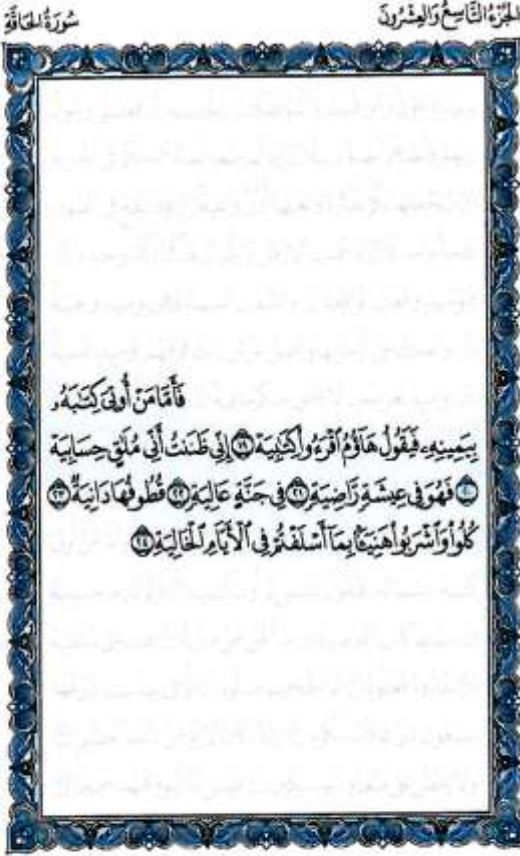 الجزء التاسع والعشرون
سورة الحاقة
فَأَمَّا مَنْ أُوتِىَ كِتَٰبَهُۥ
بِيَمِينِهِۦ فَيَقُولُ هَآؤُمُ ٱقْرَءُوا۟ كِتَٰبِيَهْ ١٩ إِنِّى ظَنَنتُ أَنِّى مُلَٰقٍ حِسَابِيَهْ
٢٠ فَهُوَ فِى عِيشَةٍ رَّاضِيَةٍ ٢١ فِى جَنَّةٍ عَالِيَةٍ ٢٢ قُطُوفُهَا دَانِيَةٌ ٢٣
كُلُوا۟ وَٱشْرَبُوا۟ هَنِيٓـًٔۢا بِمَآ أَسْلَفْتُمْ فِى ٱلْأَيَّامِ ٱلْخَالِيَةِ ٢٤